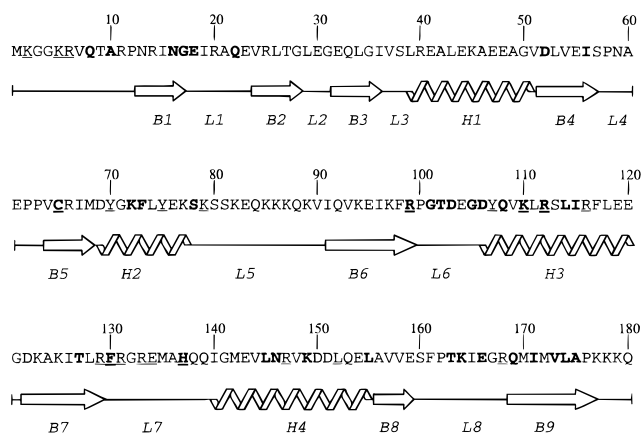 10 20 30 40 50 60
MKGGKRVQTARPNRINGEIRAQEVRLTGLEGEQLGIVSLREALEKAEEAGVDLVEISPNA
B1 L1 B2 L2 B3 L3 H1 B4 L4
70 80 90 100 110 120
EPPVCRIMDYGKFLYEKSKSSKEQKKKQKVIQVKEIKFRPGTDEGDYQVKLRSLIRFLEE
B5 H2 L5 B6 L6 H3
130 140 150 160 170 180
GDKAKITLRFRGREMAHQQIGMEVLNRVKDDLQELAVVESFPTKIEGRQMIMVLAPKKKQ
B7 L7 H4 B8 L8 B9